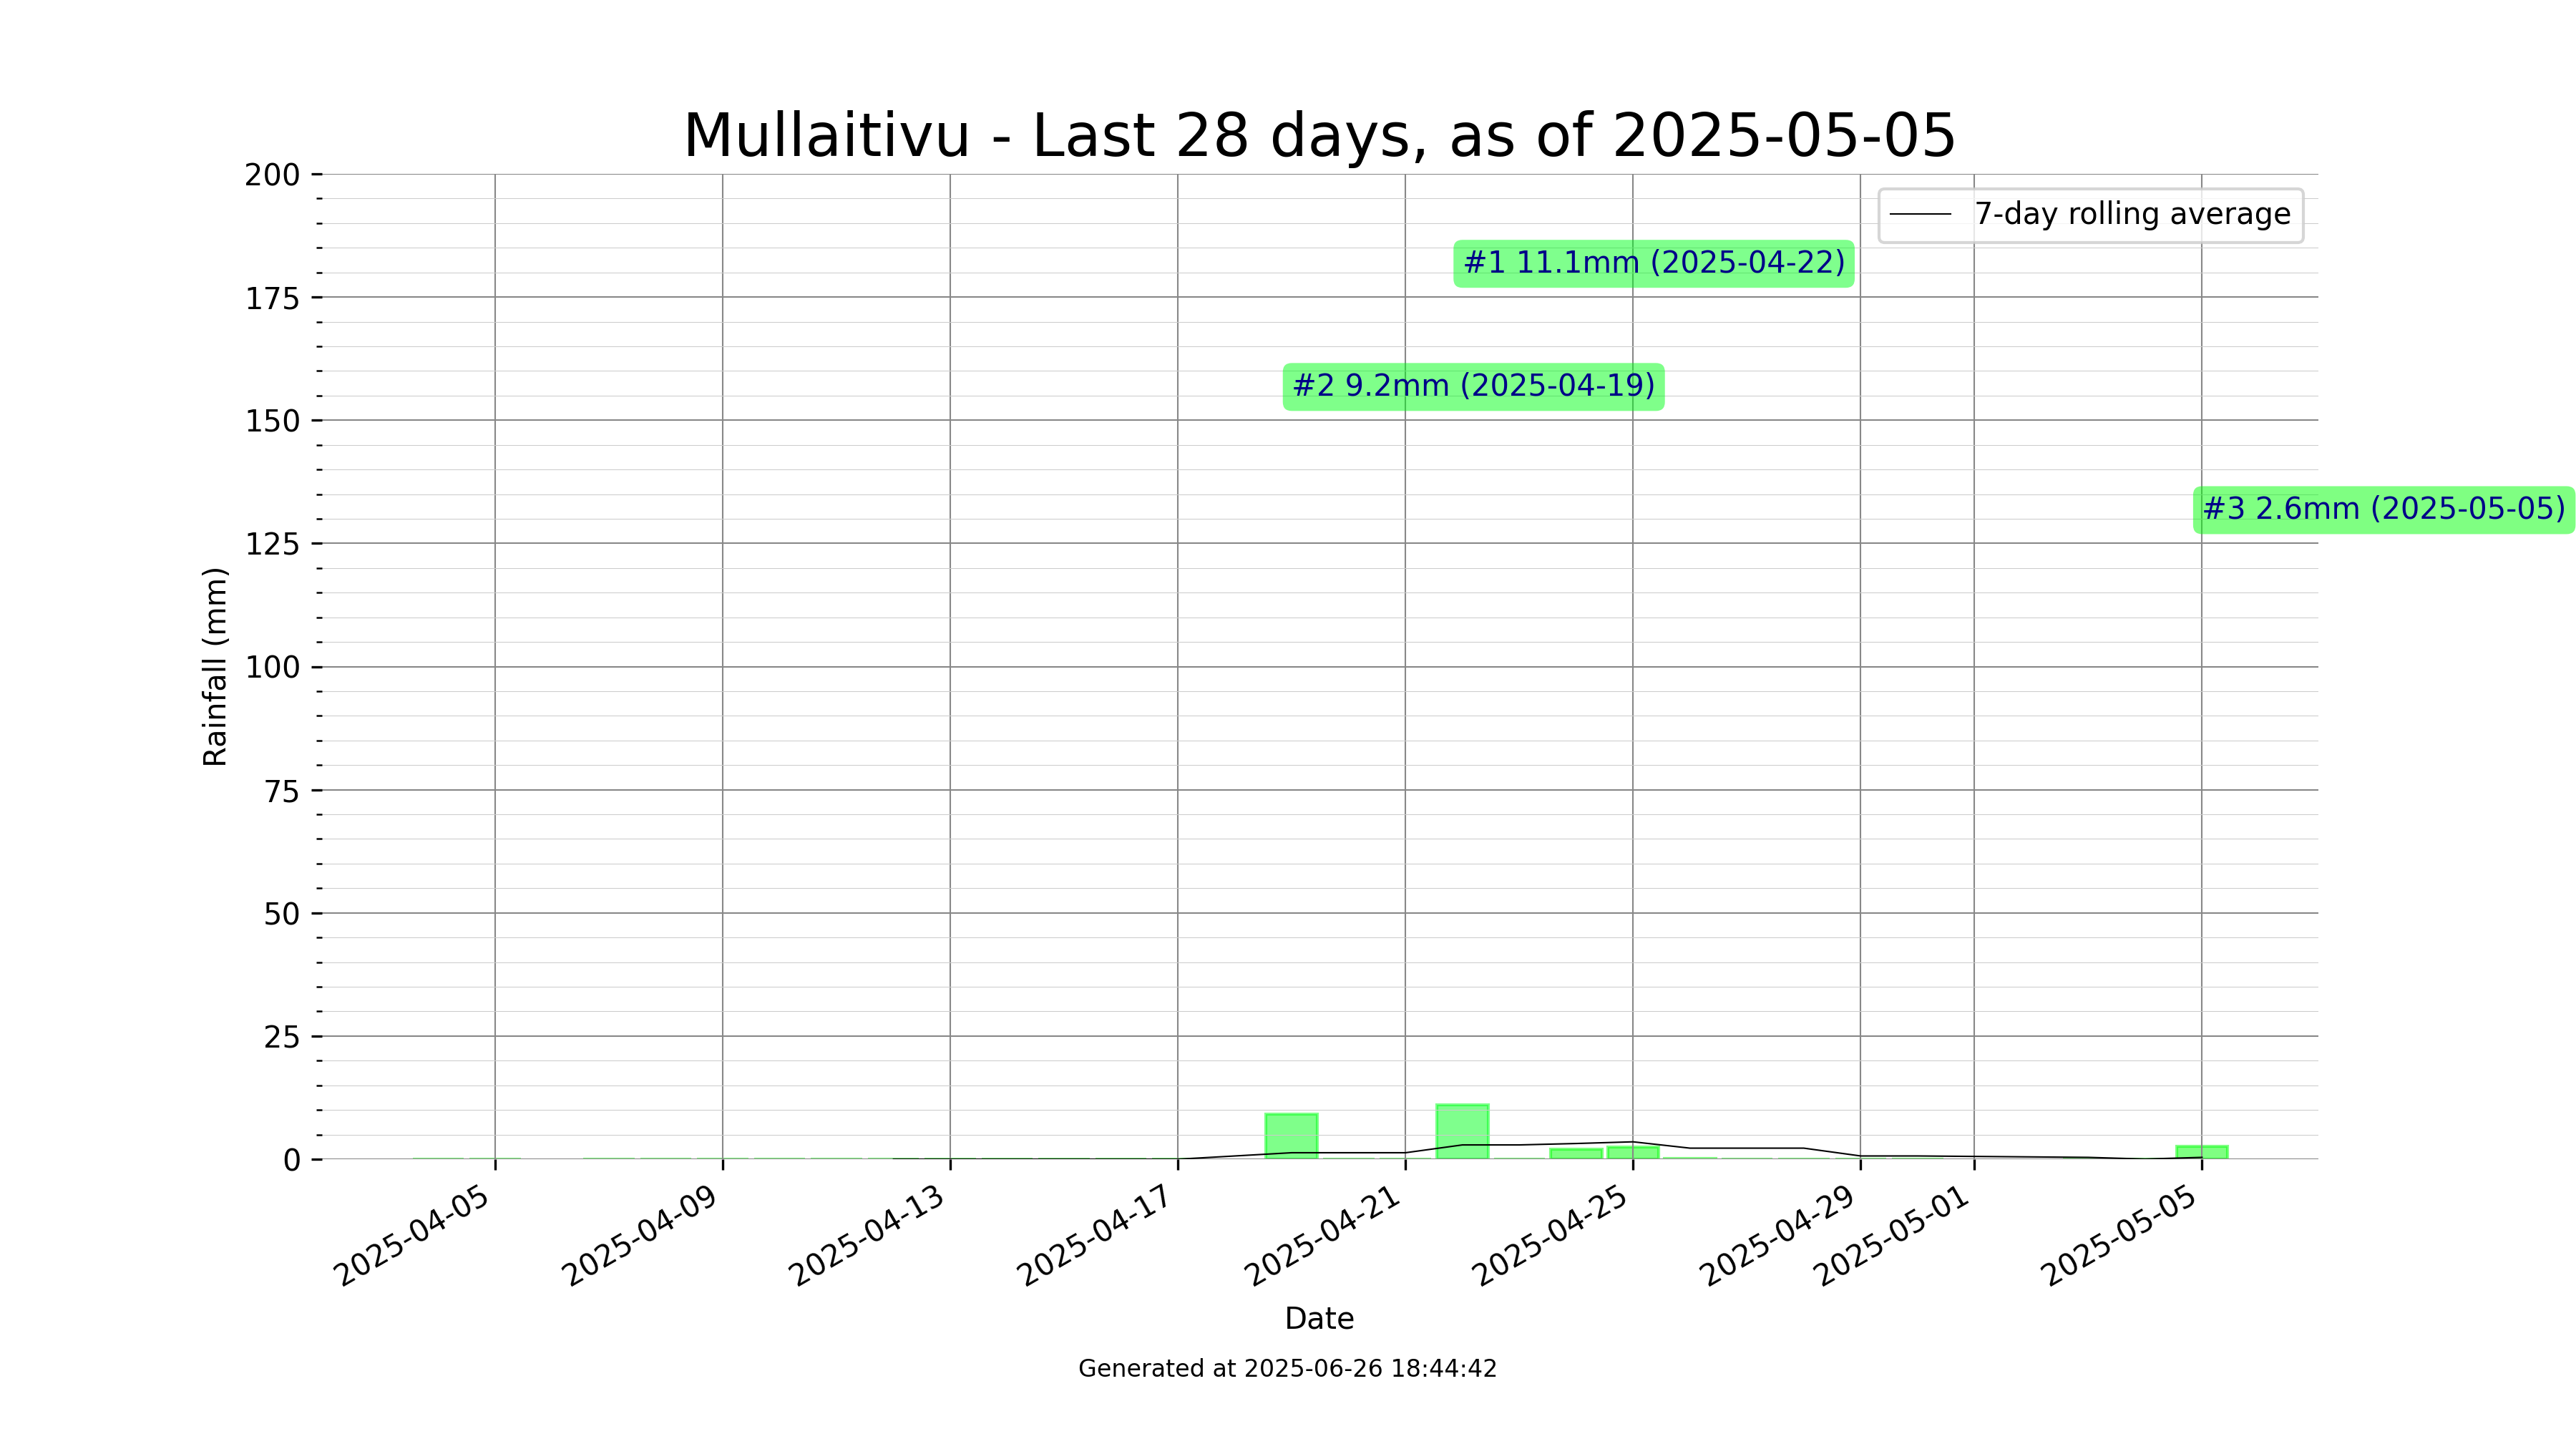 Mullaitivu - Last 28 days, as of 2025-05-05
200
175
150
125
100
75
50
25
0
Rainfall (mm)
7-day rolling average
#1 11.1mm (2025-04-22)
#2 9.2mm (2025-04-19)
#3 2.6mm (2025-05-05)
2025-04-05
2025-04-09
2025-04-13
2025-04-17
2025-04-21
2025-04-25
2025-04-29
2025-05-01
2025-05-05
Date
Generated at 2025-06-26 18:44:42